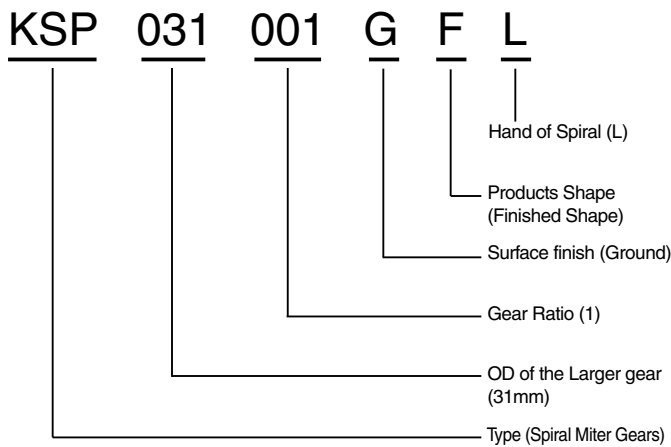 KSP 031 001 G F L
Hand of Spiral (L)
Products Shape
(Finished Shape)
Surface finish (Ground)
Gear Ratio (1)
OD of the Larger gear
(31mm)
Type (Spiral Miter Gears)